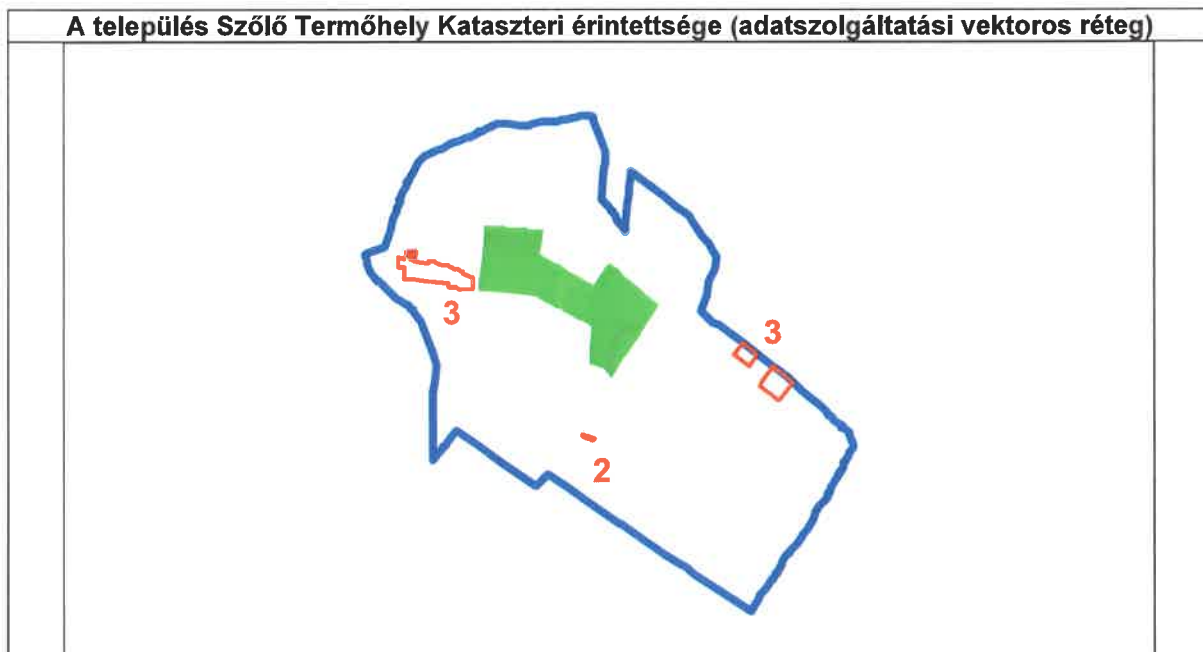 A település Szőlő Termőhely Kataszteri érintettsége (adatszolgáltatási vektoros réteg)
3
3
2